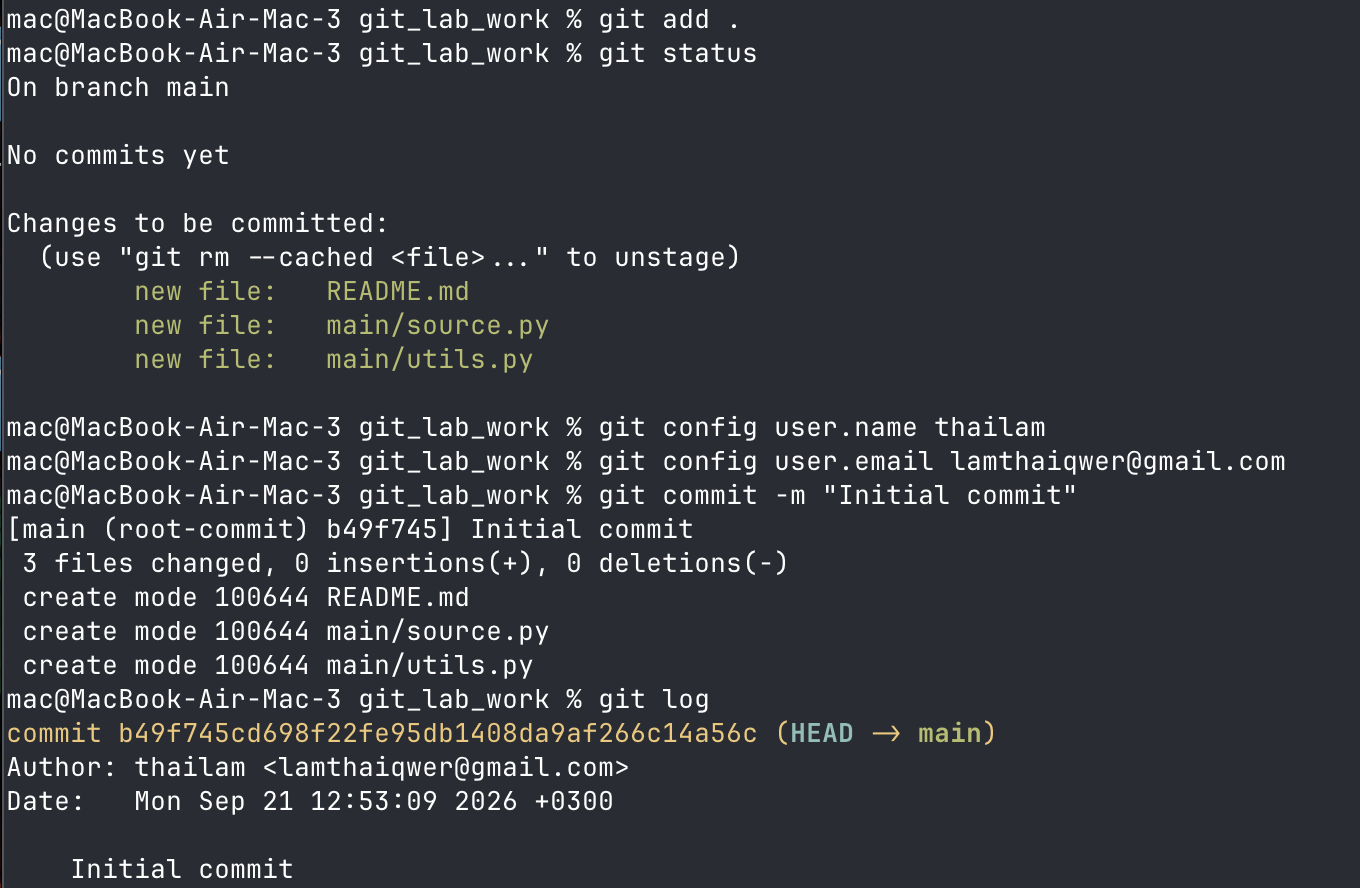 mac@MacBook-Air-Mac-3 git_lab_work % git add .
mac@MacBook-Air-Mac-3 git_lab_work % git status
On branch main
No commits yet
Changes to be committed:
  (use "git rm --cached <file>..." to unstage)
        new file:   README.md
        new file:   main/source.py
        new file:   main/utils.py
mac@MacBook-Air-Mac-3 git_lab_work % git config user.name thailam
mac@MacBook-Air-Mac-3 git_lab_work % git config user.email lamthaiqwer@gmail.com
mac@MacBook-Air-Mac-3 git_lab_work % git commit -m "Initial commit"
[main (root-commit) b49f745] Initial commit
 3 files changed, 0 insertions(+), 0 deletions(-)
 create mode 100644 README.md
 create mode 100644 main/source.py
 create mode 100644 main/utils.py
mac@MacBook-Air-Mac-3 git_lab_work % git log
commit b49f745cd698f22fe95db1408da9af266c14a56c (HEAD -> main)
Author: thailam <lamthaiqwer@gmail.com>
Date:   Mon Sep 21 12:53:09 2026 +0300
    Initial commit